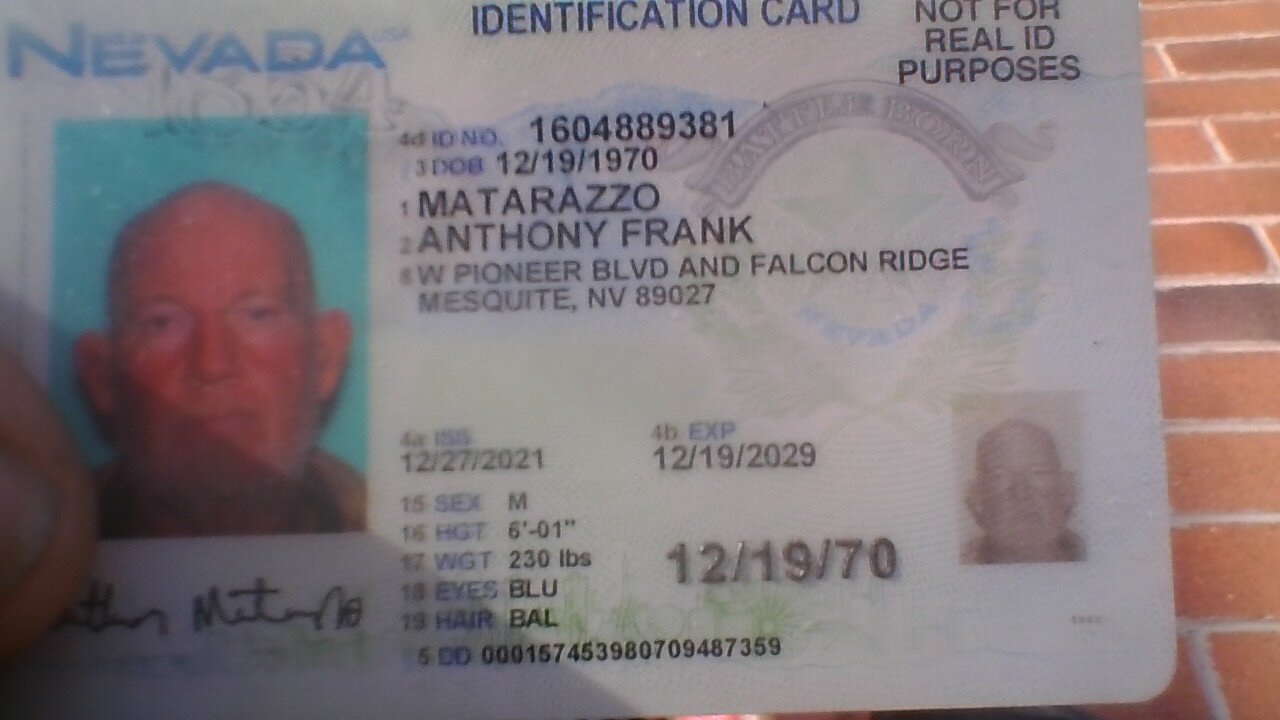 NEVADA USA
IDENTIFICATION CARD
NOT FOR
REAL ID
PURPOSES
4d ID NO. 1604889381
3 DOB 12/19/1970
1 MATARAZZO
2 ANTHONY FRANK
8 W PIONEER BLVD AND FALCON RIDGE
MESQUITE, NV 89027
BATTLE BORN
NEVADA
4a ISS
12/27/2021
4b EXP
12/19/2029
15 SEX M
16 HGT 6'-01"
17 WGT 230 lbs
18 EYES BLU
19 HAIR BAL
12/19/70
5 DD 000157453980709487359